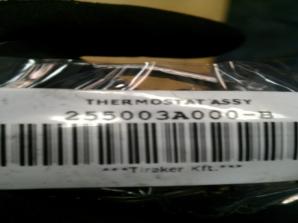 THERMOSTAT ASSY
255003A000-B
***Tiraker Kft.***